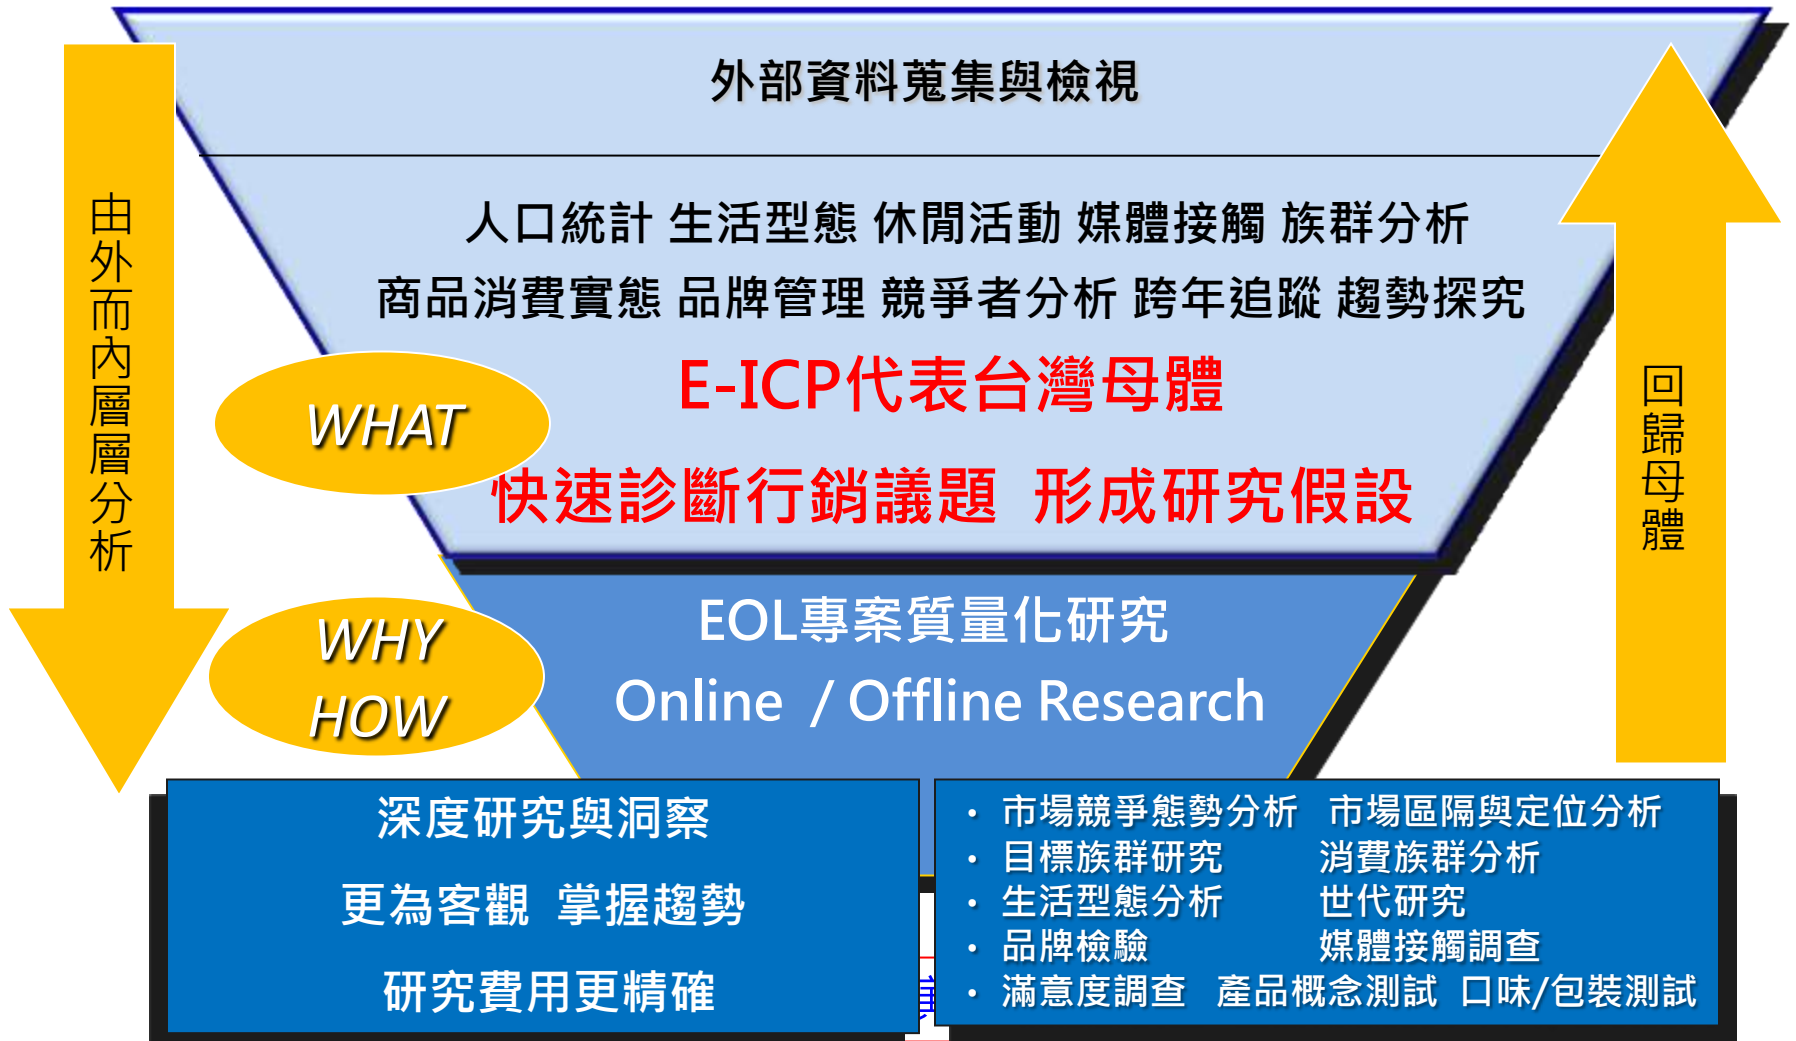 外部資料蒐集與檢視
由外而內層層分析
人口統計 生活型態 休閒活動 媒體接觸 族群分析
商品消費實態 品牌管理 競爭者分析 跨年追蹤 趨勢探究
WHAT
E-ICP代表台灣母體
快速診斷行銷議題 形成研究假設
回歸母體
WHY
HOW
EOL專案質量化研究
Online / Offline Research
深度研究與洞察
更為客觀 掌握趨勢
研究費用更精確
• 市場競爭態勢分析 市場區隔與定位分析
• 目標族群研究 消費族群分析
• 生活型態分析 世代研究
• 品牌檢驗 媒體接觸調查
• 滿意度調查 產品概念測試 口味/包裝測試